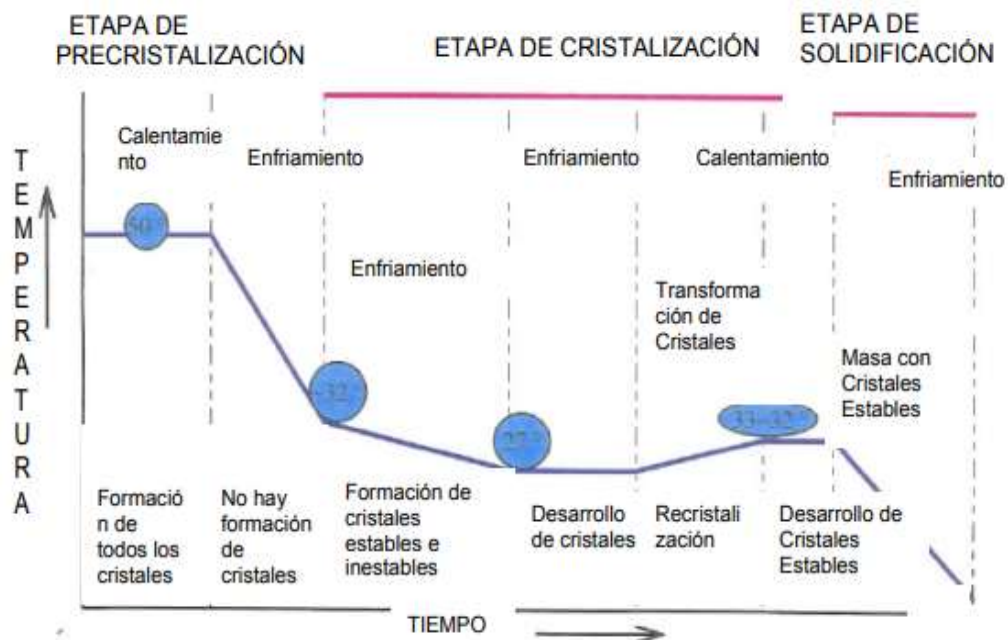 ETAPA DE
PRECRISTALIZACIÓN
ETAPA DE CRISTALIZACIÓN
ETAPA DE
SOLIDIFICACIÓN
Calentamie
nto
Enfriamiento
Enfriamiento
Calentamiento
Enfriamiento
TEMPERATURA
50°
Enfriamiento
Transforma
ción de
Cristales
Masa con
Cristales
Estables
33-32°
Formació
n de
todos los
cristales
No hay
formación
de
cristales
Formación de
cristales
estables e
inestables
Desarrollo
de cristales
Recristali
zación
Desarrollo de
Cristales
Estables
TIEMPO